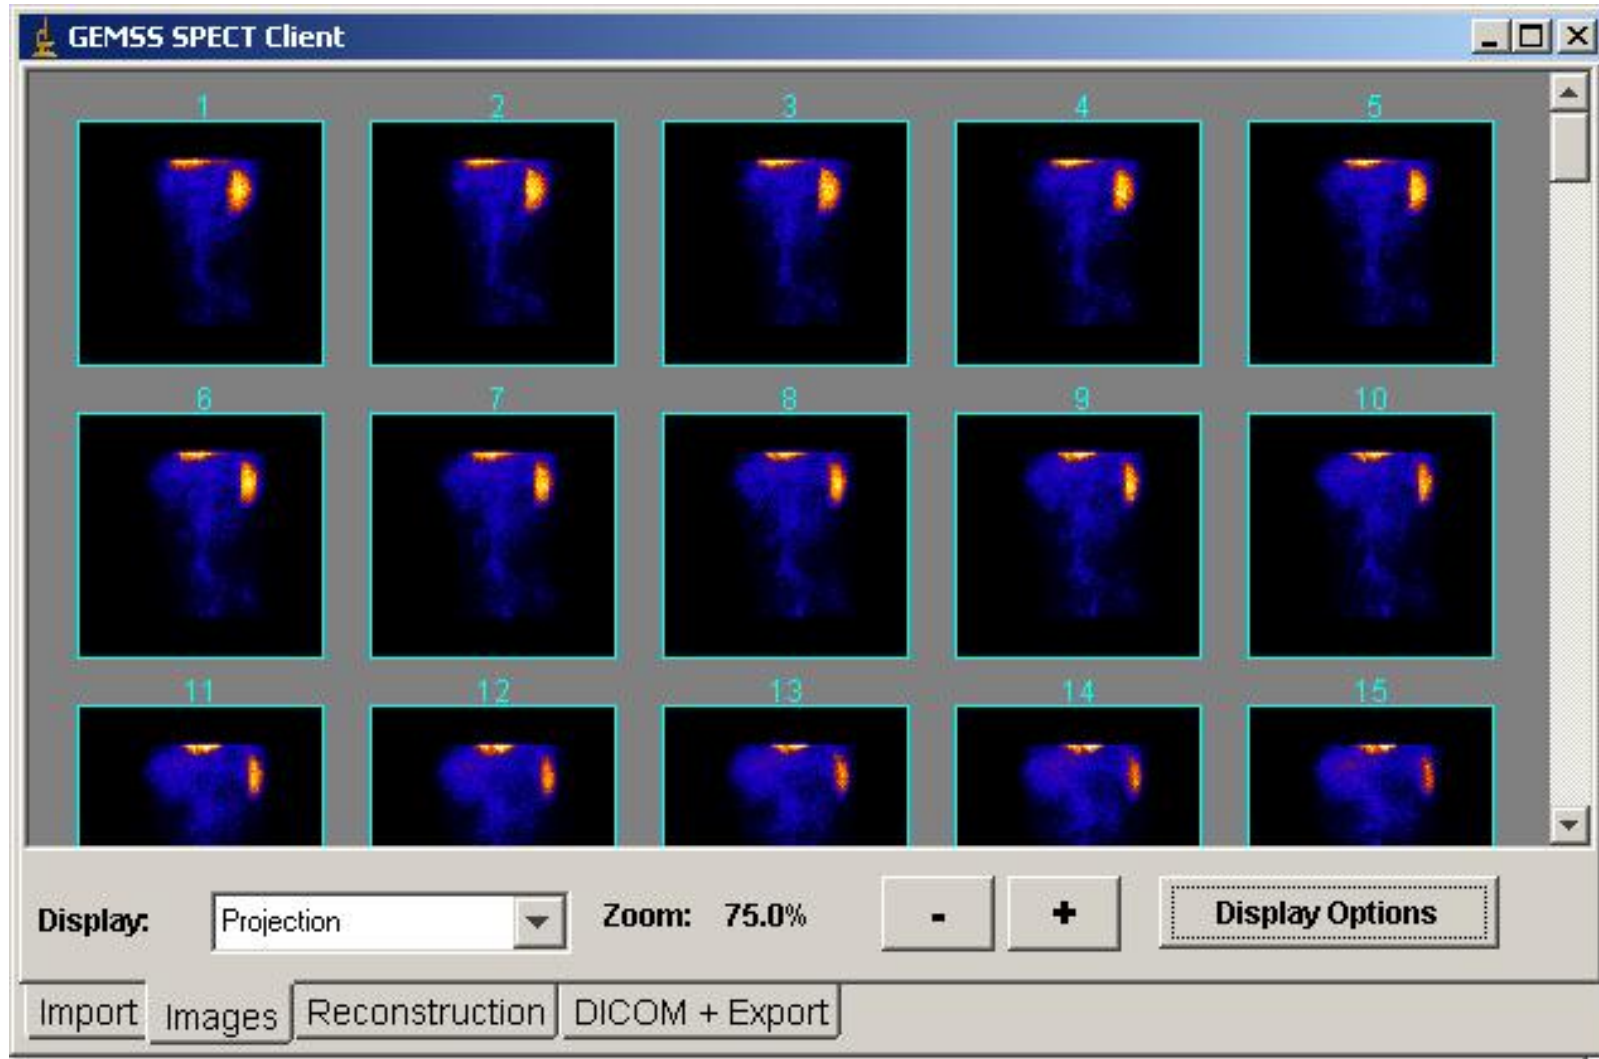 GEMSS SPECT Client
1 2 3 4 5
6 7 8 9 10
11 12 13 14 15
Display: Projection Zoom: 75.0% - + Display Options
Import Images Reconstruction DICOM + Export